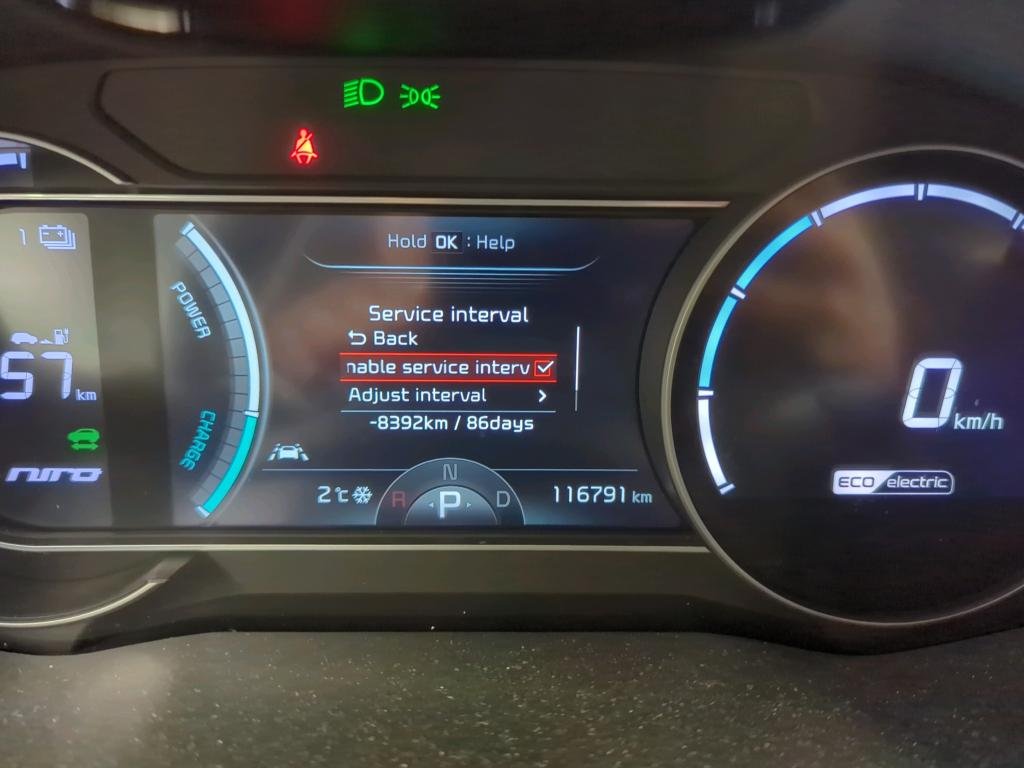 Hold OK : Help
1
POWER
Service interval
Back
nable service interv
Adjust interval
-8392km / 86days
57 km
CHARGE
0 km/h
niro
ECO electric
N
2°C
R
P
D
116791 km